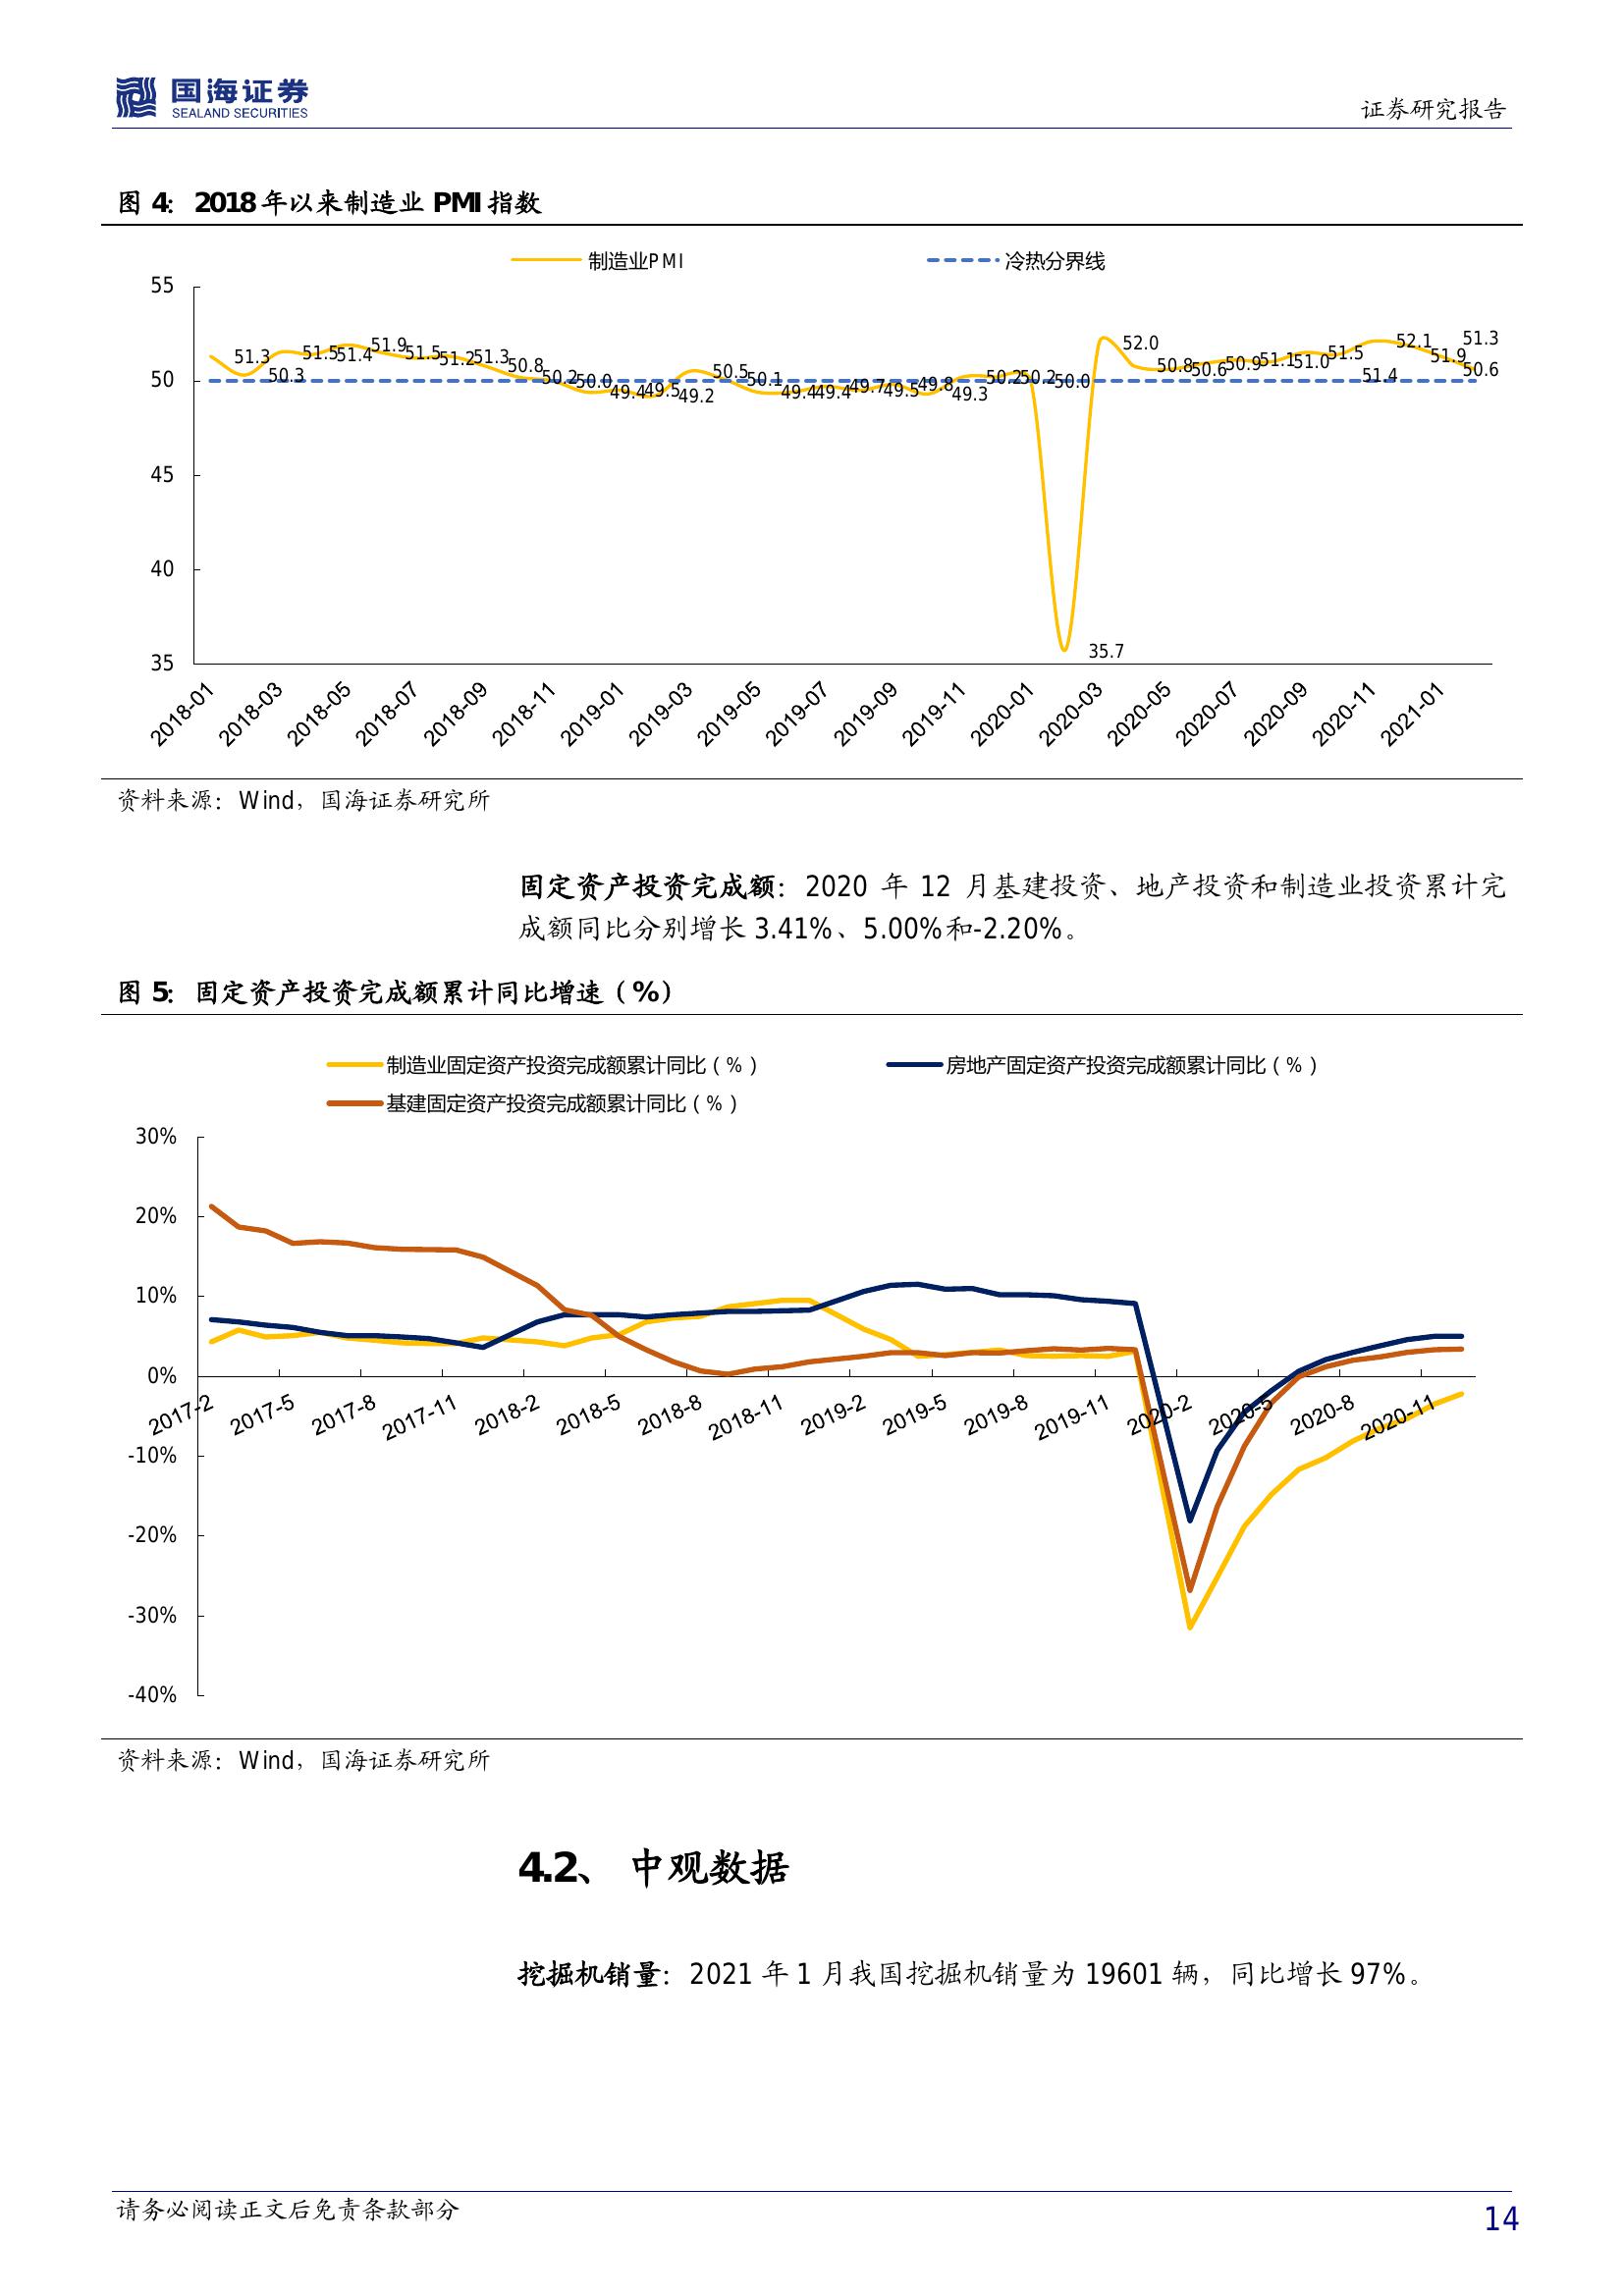 国海证券
SEALAND SECURITIES
证券研究报告
图 4：2018 年以来制造业 PMI 指数
制造业PMI 冷热分界线
55
50
45
40
35
51.3 50.3 51.5 51.4 51.9 51.5 51.2 51.3 50.8 50.2 50.0 49.4 49.5 49.2 50.5 50.1 49.4 49.4 49.7 49.5 49.8 49.3 50.2 50.2 50.0 35.7 52.0 50.8 50.6 50.9 51.1 51.0 51.5 51.4 52.1 51.9 51.3 50.6
2018-01 2018-03 2018-05 2018-07 2018-09 2018-11 2019-01 2019-03 2019-05 2019-07 2019-09 2019-11 2020-01 2020-03 2020-05 2020-07 2020-09 2020-11 2021-01
资料来源：Wind，国海证券研究所
固定资产投资完成额：2020 年 12 月基建投资、地产投资和制造业投资累计完
成额同比分别增长 3.41%、5.00%和-2.20%。
图 5：固定资产投资完成额累计同比增速（%）
制造业固定资产投资完成额累计同比（%） 房地产固定资产投资完成额累计同比（%）
基建固定资产投资完成额累计同比（%）
30%
20%
10%
0%
2017-2 2017-5 2017-8 2017-11 2018-2 2018-5 2018-8 2018-11 2019-2 2019-5 2019-8 2019-11 2020-2 2020-5 2020-8 2020-11
-10%
-20%
-30%
-40%
资料来源：Wind，国海证券研究所
4.2、 中观数据
挖掘机销量：2021 年 1 月我国挖掘机销量为 19601 辆，同比增长 97%。
请务必阅读正文后免责条款部分
14